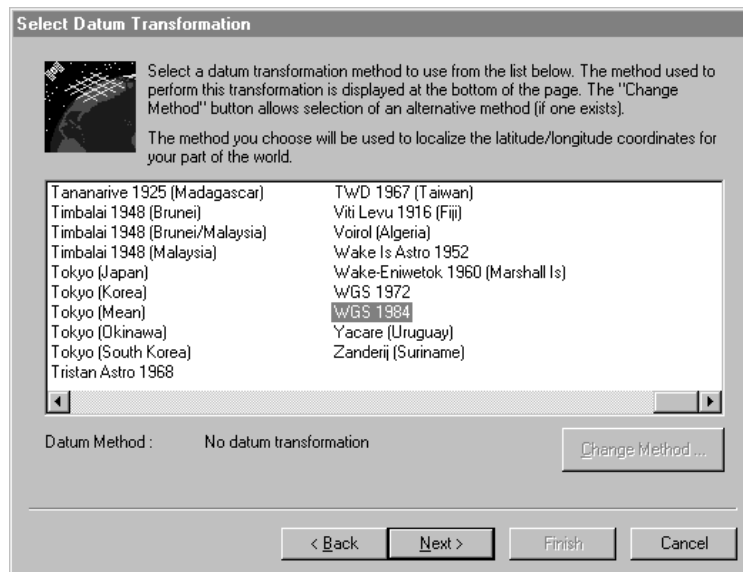 Select Datum Transformation
Select a datum transformation method to use from the list below. The method used to
perform this transformation is displayed at the bottom of the page. The "Change
Method" button allows selection of an alternative method (if one exists).
The method you choose will be used to localize the latitude/longitude coordinates for
your part of the world.
Tananarive 1925 (Madagascar)
Timbalai 1948 (Brunei)
Timbalai 1948 (Brunei/Malaysia)
Timbalai 1948 (Malaysia)
Tokyo (Japan)
Tokyo (Korea)
Tokyo (Mean)
Tokyo (Okinawa)
Tokyo (South Korea)
Tristan Astro 1968
TWD 1967 (Taiwan)
Viti Levu 1916 (Fiji)
Voirol (Algeria)
Wake Is Astro 1952
Wake-Eniwetok 1960 (Marshall Is)
WGS 1972
WGS 1984
Yacare (Uruguay)
Zanderij (Suriname)
Datum Method : No datum transformation
Change Method ...
< Back
Next >
Finish
Cancel